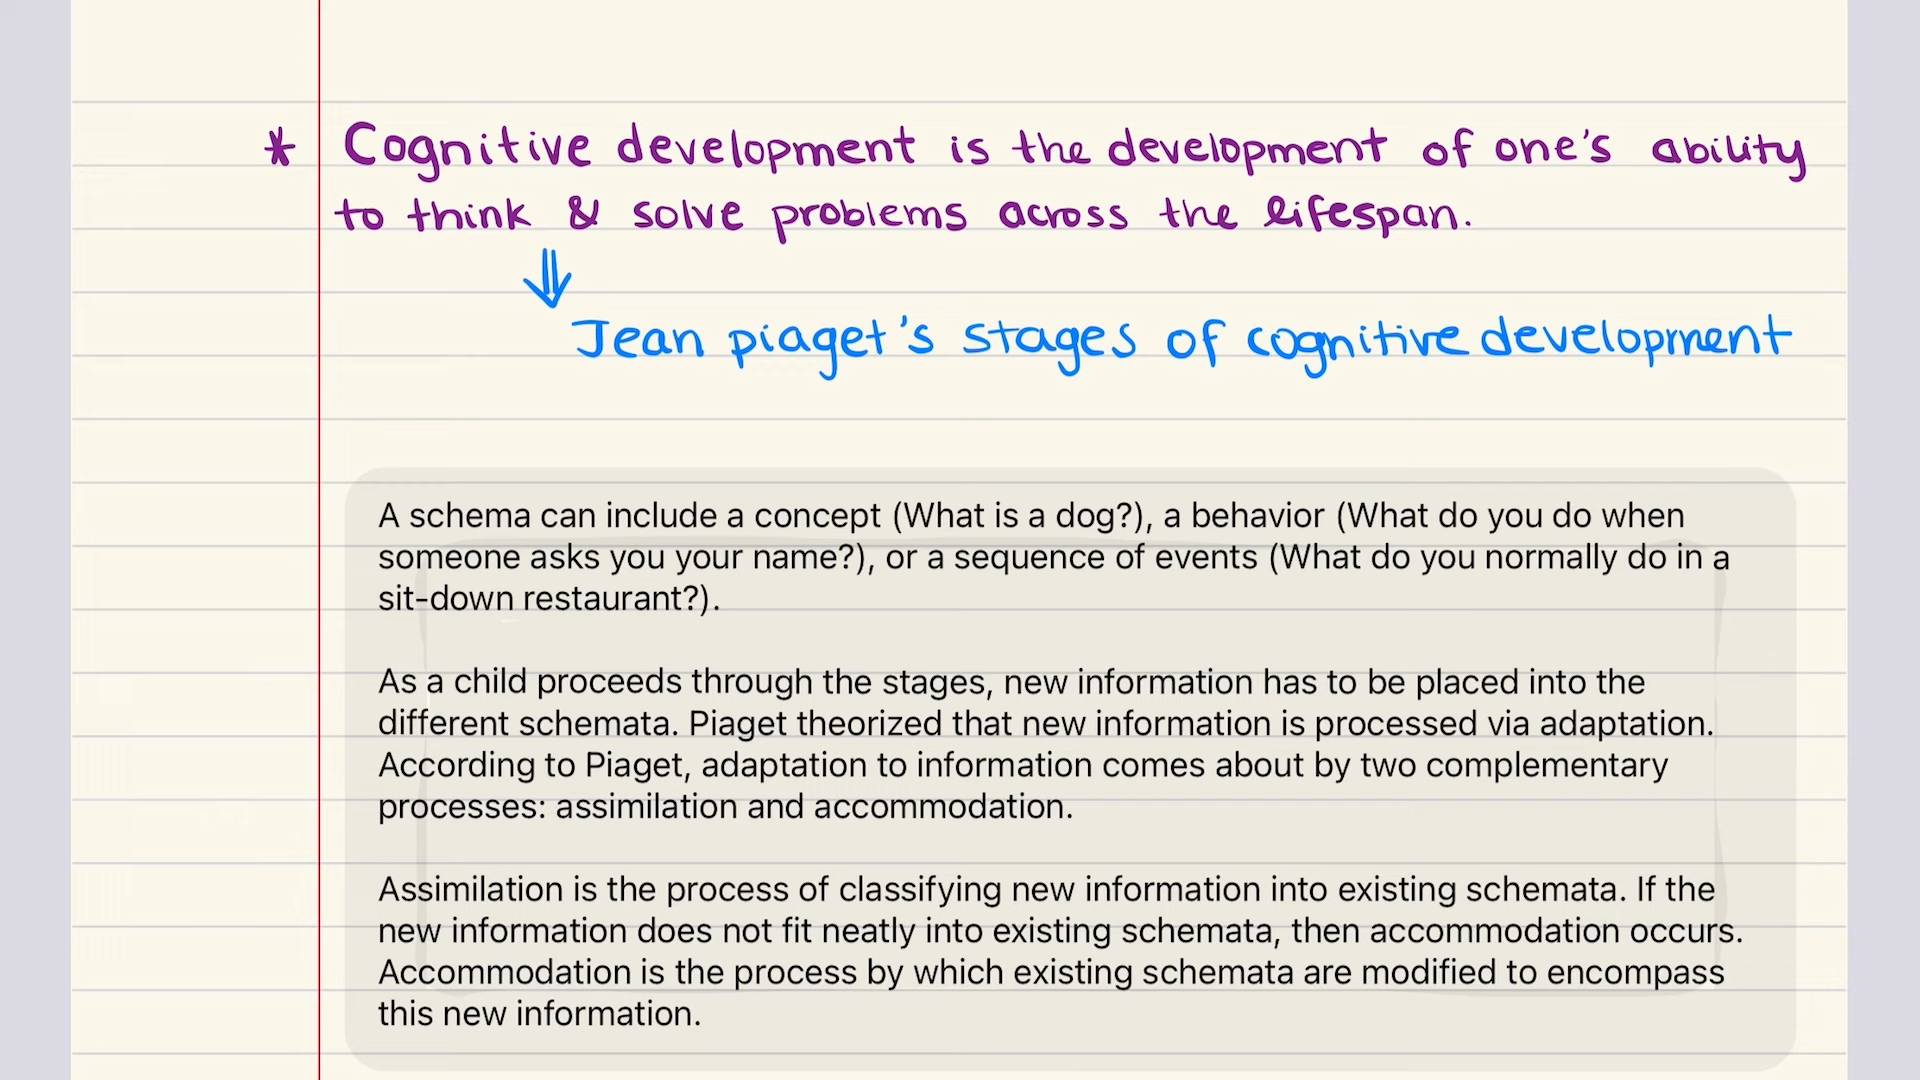 * Cognitive development is the development of one's ability
to think & solve problems across the lifespan.
⇓
Jean piaget's stages of cognitive development
A schema can include a concept (What is a dog?), a behavior (What do you do when
someone asks you your name?), or a sequence of events (What do you normally do in a
sit-down restaurant?).
As a child proceeds through the stages, new information has to be placed into the
different schemata. Piaget theorized that new information is processed via adaptation.
According to Piaget, adaptation to information comes about by two complementary
processes: assimilation and accommodation.
Assimilation is the process of classifying new information into existing schemata. If the
new information does not fit neatly into existing schemata, then accommodation occurs.
Accommodation is the process by which existing schemata are modified to encompass
this new information.